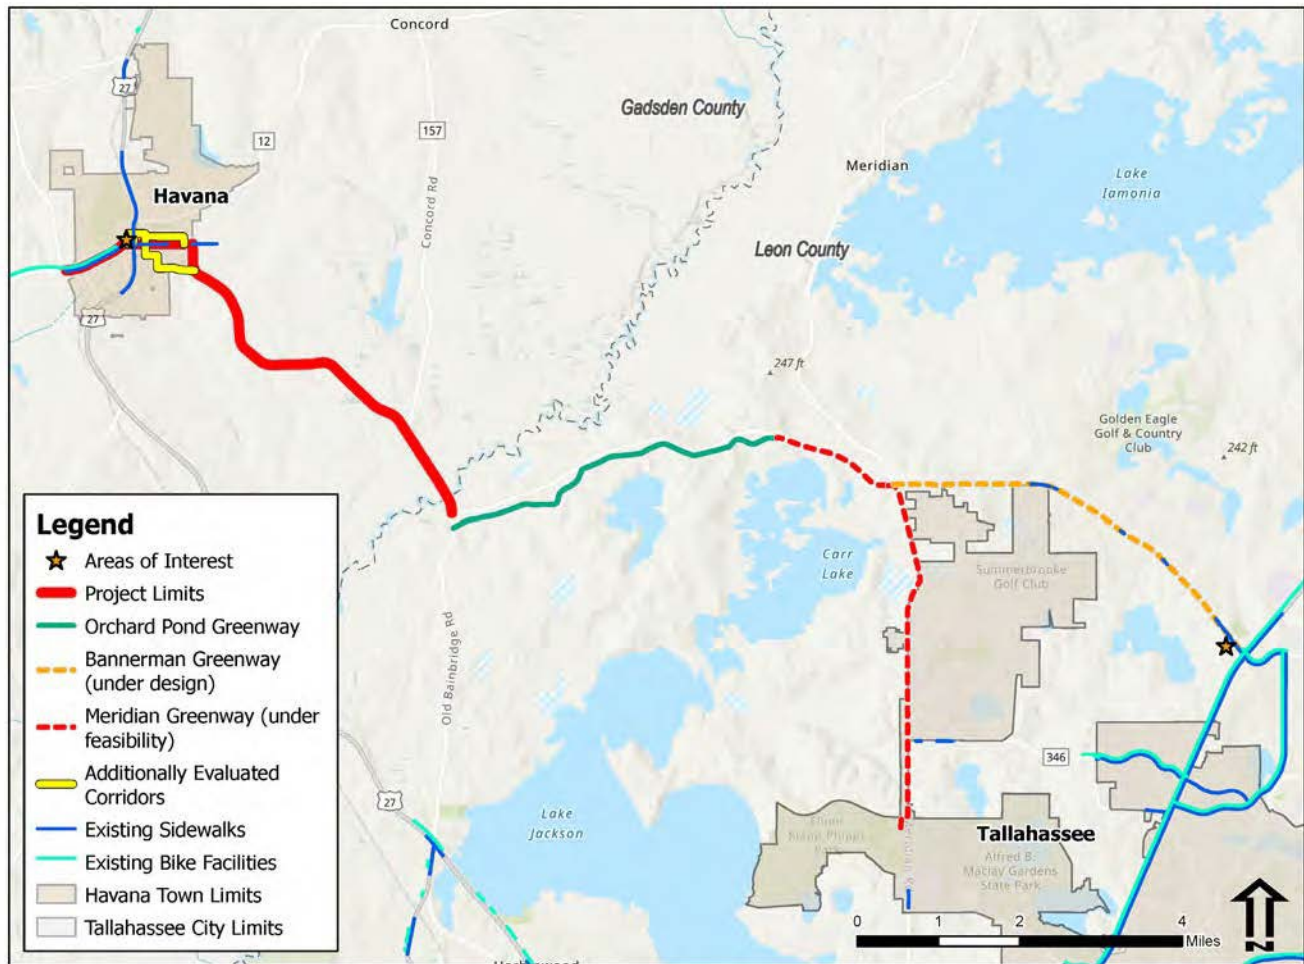 Concord
27
Gadsden County
157
12
Meridian
Lake
Iamonia
Havana
Concord Rd
Leon County
27
247 ft
Golden Eagle
Golf & Country
Club
242 ft
Legend
Areas of Interest
Project Limits
Orchard Pond Greenway
Bannerman Greenway
(under design)
Meridian Greenway (under
feasibility)
Additionally Evaluated
Corridors
Existing Sidewalks
Existing Bike Facilities
Havana Town Limits
Tallahassee City Limits
Carr
Lake
Summerbrooke
Golf Club
Old Bainbridge Rd
346
27
Lake
Jackson
Tallahassee
Alfred B.
Maclay Gardens
State Park
0 1 2 4
Miles
N